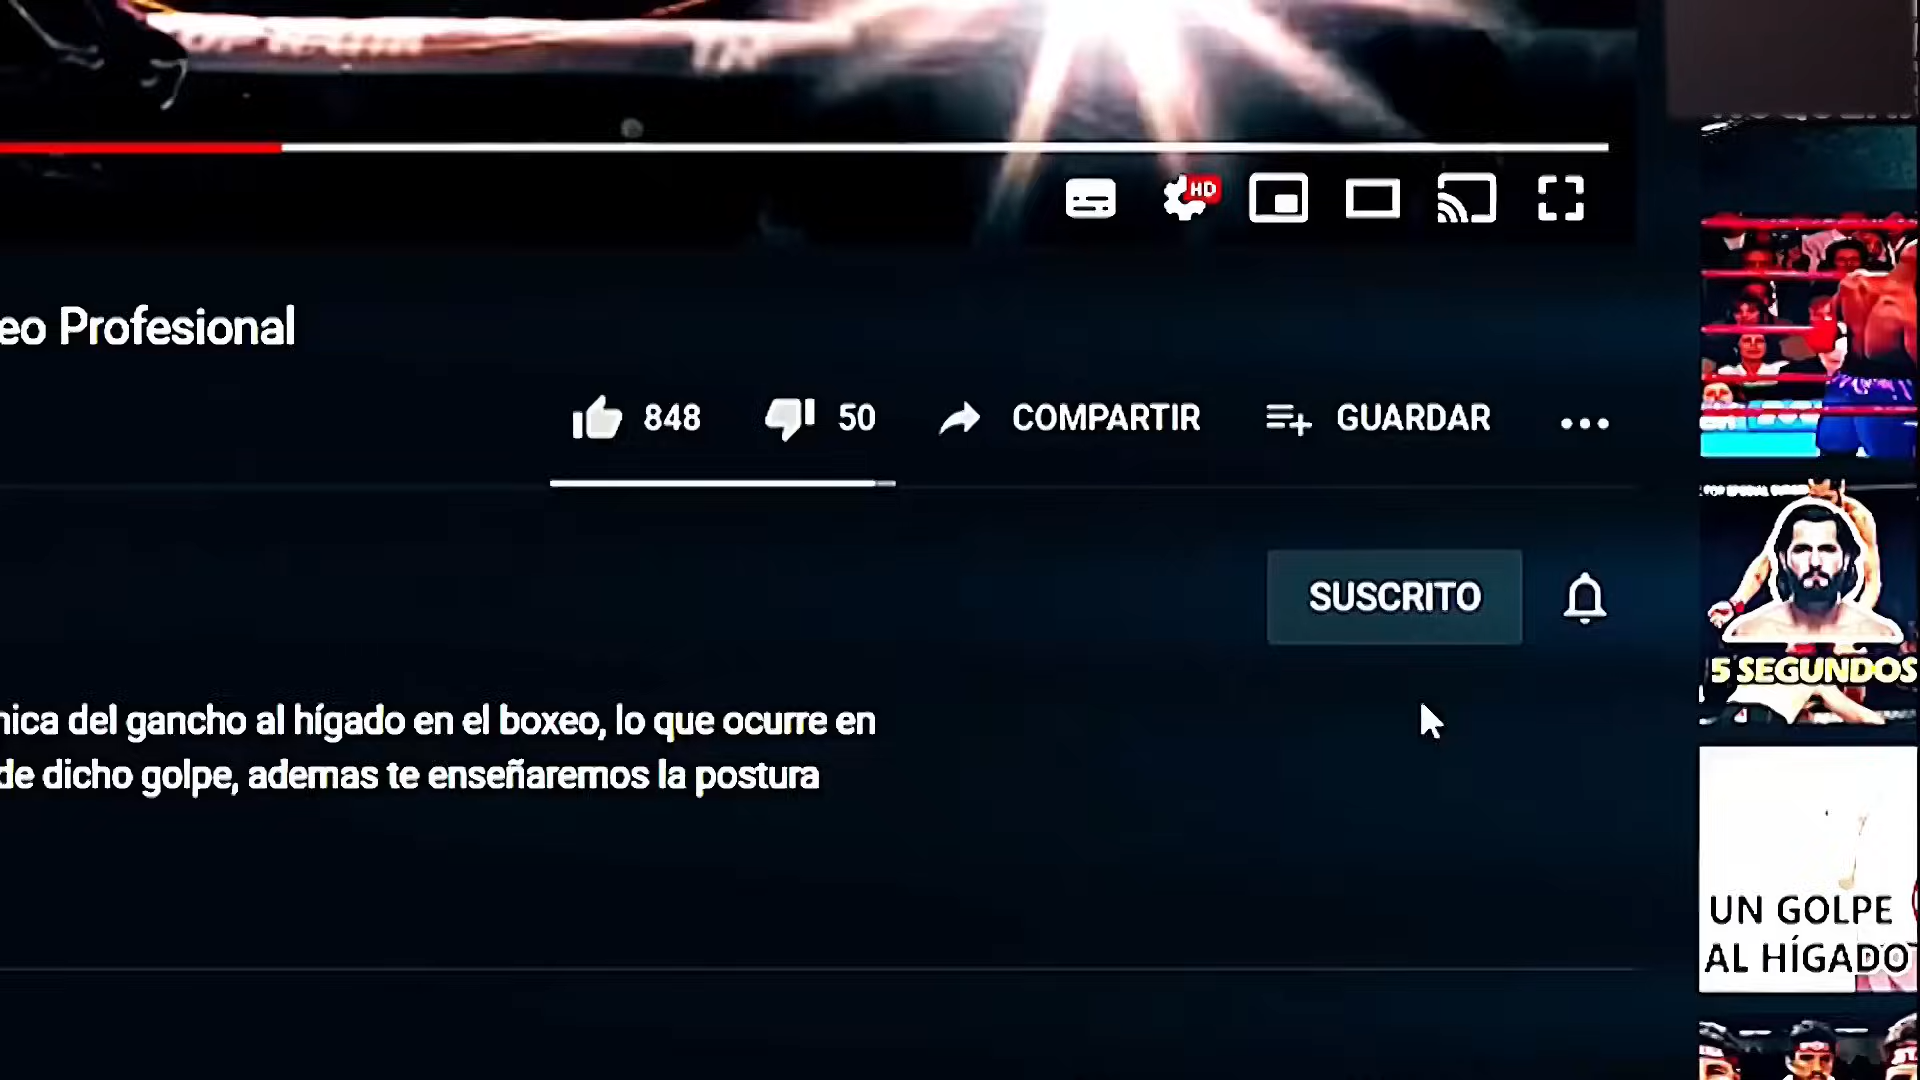 HD
eo Profesional
848 50 COMPARTIR GUARDAR
SUSCRITO
nica del gancho al hígado en el boxeo, lo que ocurre en
de dicho golpe, ademas te enseñaremos la postura
5 SEGUNDOS
UN GOLPE
AL HÍGADO